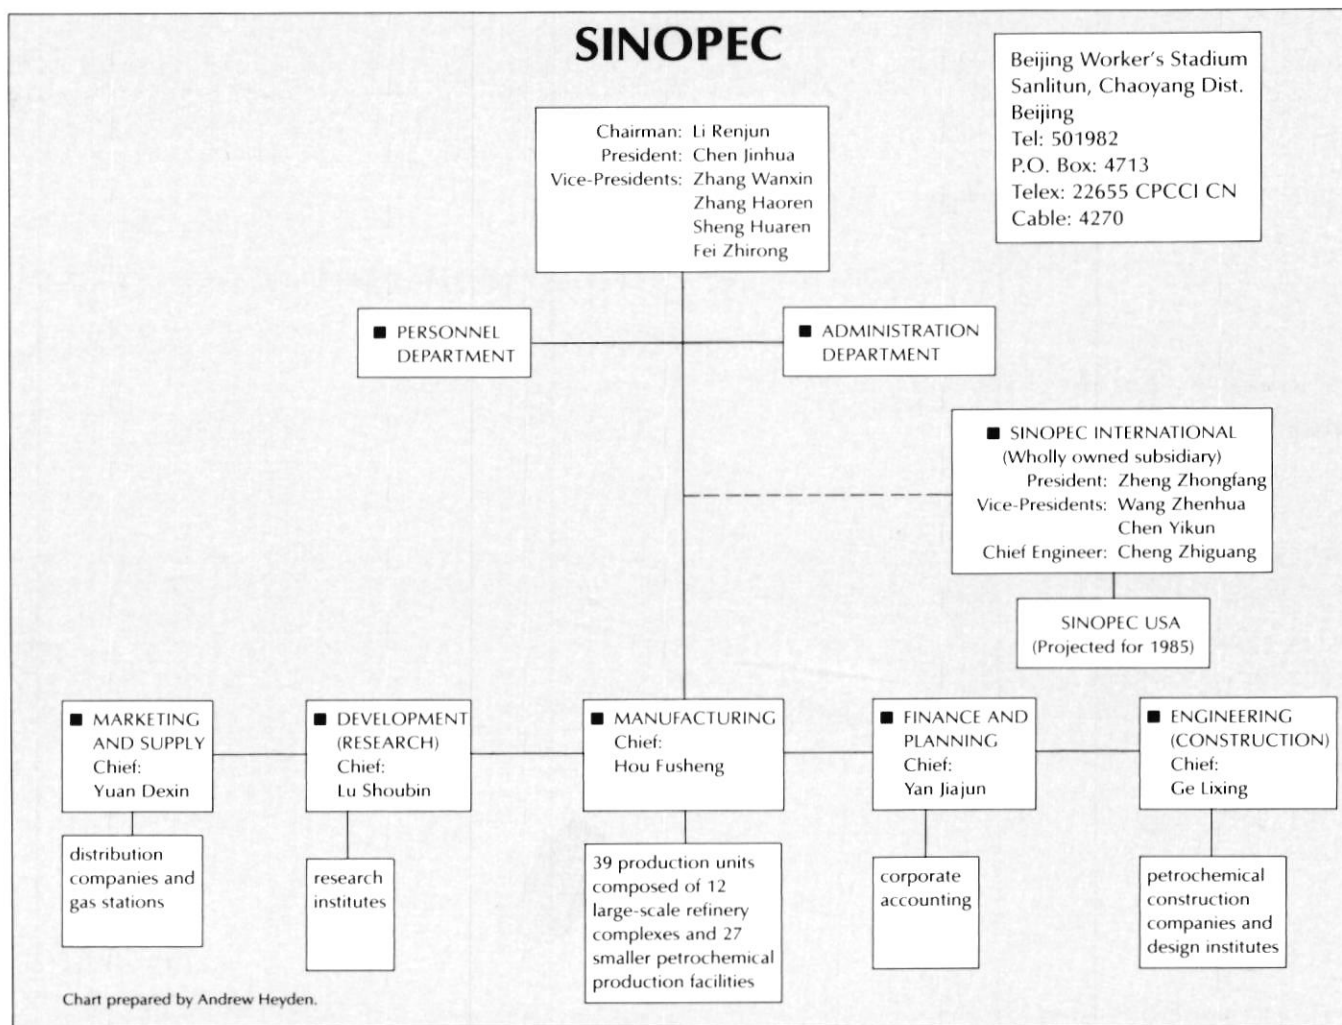 SINOPEC
Beijing Worker's Stadium
Sanlitun, Chaoyang Dist.
Beijing
Tel: 501982
P.O. Box: 4713
Telex: 22655 CPCCI CN
Cable: 4270
Chairman: Li Renjun
President: Chen Jinhua
Vice-Presidents: Zhang Wanxin
Zhang Haoren
Sheng Huaren
Fei Zhirong
■ PERSONNEL
DEPARTMENT
■ ADMINISTRATION
DEPARTMENT
■ SINOPEC INTERNATIONAL
(Wholly owned subsidiary)
President: Zheng Zhongfang
Vice-Presidents: Wang Zhenhua
Chen Yikun
Chief Engineer: Cheng Zhiguang
SINOPEC USA
(Projected for 1985)
■ MARKETING
AND SUPPLY
Chief:
Yuan Dexin
■ DEVELOPMENT
(RESEARCH)
Chief:
Lu Shoubin
■ MANUFACTURING
Chief:
Hou Fusheng
■ FINANCE AND
PLANNING
Chief:
Yan Jiajun
■ ENGINEERING
(CONSTRUCTION)
Chief:
Ge Lixing
distribution
companies and
gas stations
research
institutes
39 production units
composed of 12
large-scale refinery
complexes and 27
smaller petrochemical
production facilities
corporate
accounting
petrochemical
construction
companies and
design institutes
Chart prepared by Andrew Heyden.